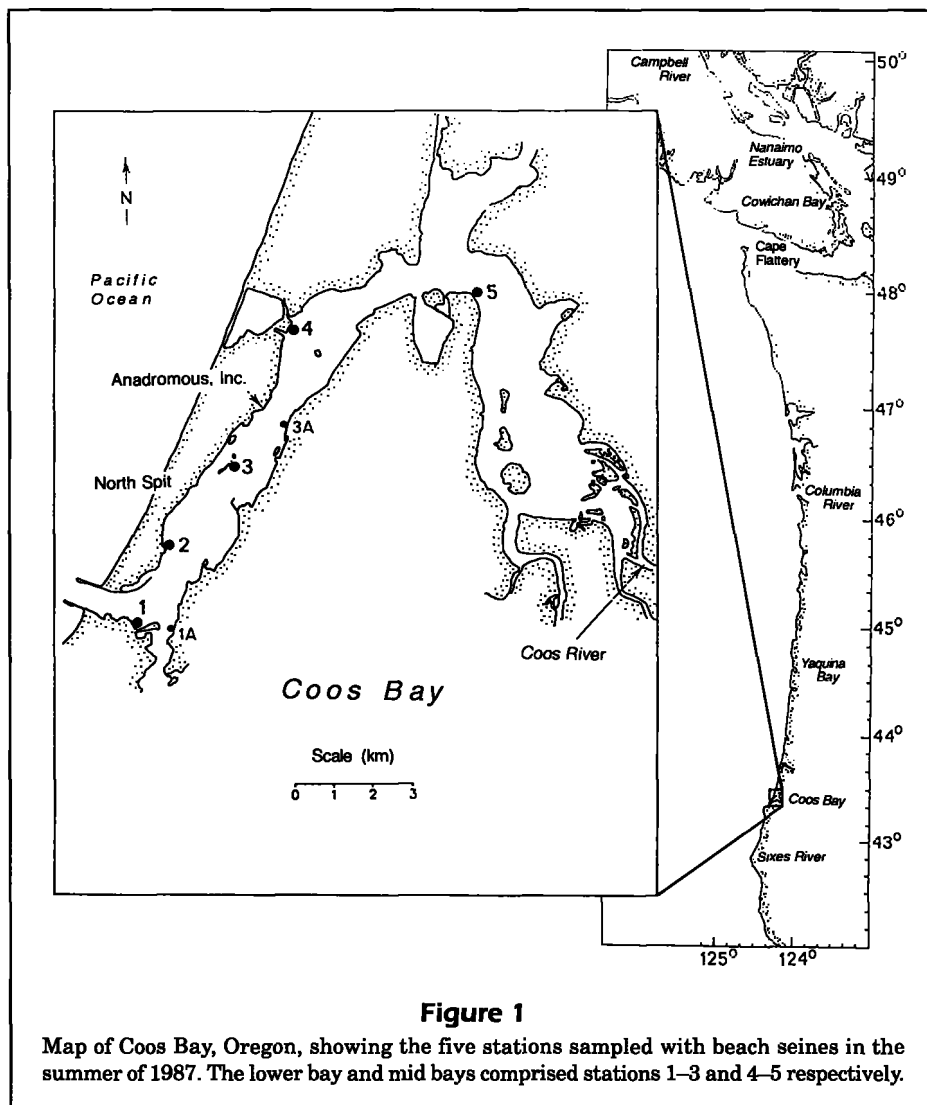 Campbell
River
50°
Nanaimo
Estuary
49°
Cowichan Bay
Cape
Flattery
48°
47°
Columbia
River
46°
45°
Yaquina
Bay
44°
Coos Bay
43°
Sixes River
125° 124°
N
Pacific
Ocean
5
4
Anadromous, Inc.
3A
3
North Spit
2
1
1A
Coos River
Coos Bay
Scale (km)
0 1 2 3
Figure 1
Map of Coos Bay, Oregon, showing the five stations sampled with beach seines in the
summer of 1987. The lower bay and mid bays comprised stations 1–3 and 4–5 respectively.